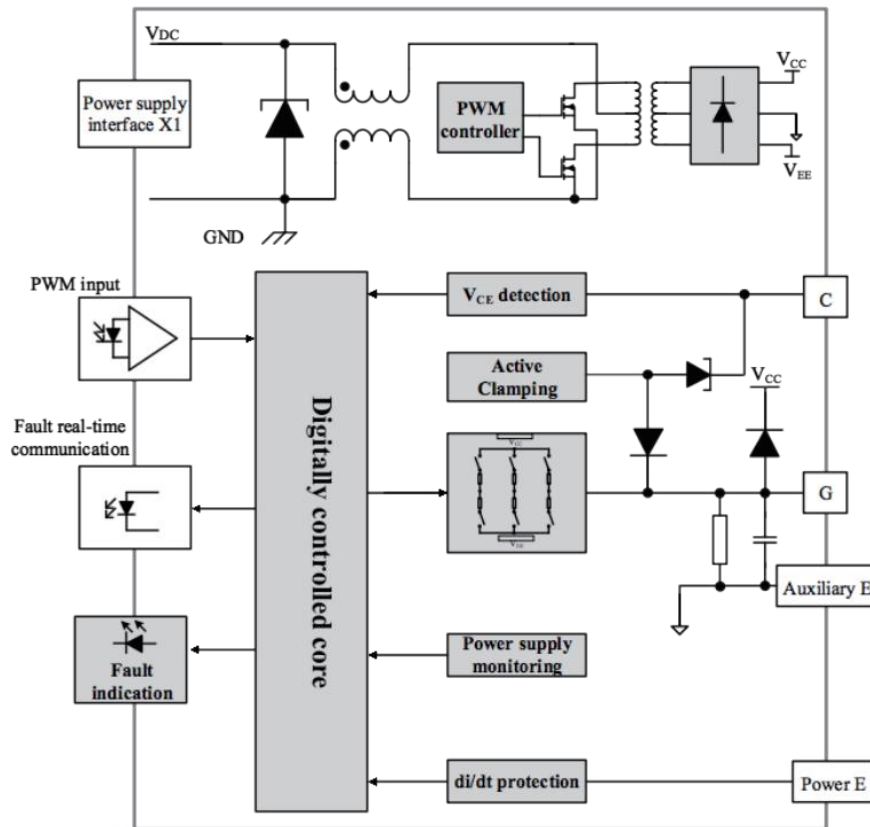 VDC
Power supply
interface X1
PWM
controller
VCC
VEE
GND
PWM input
VCE detection
C
Active
Clamping
VCC
Fault real-time
communication
Digitally controlled core
VCC
G
Auxiliary E
Fault
indication
Power supply
monitoring
di/dt protection
Power E